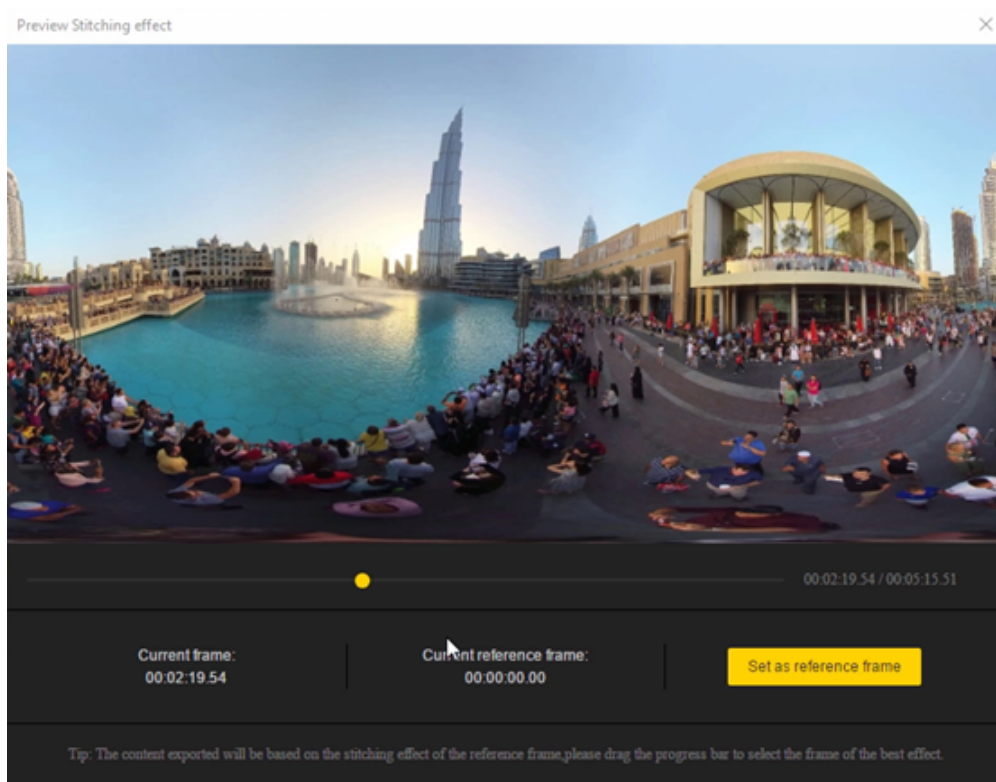 Preview Stitching effect
00:02:19.54 / 00:05:15.51
Current frame:
00:02:19.54
Current reference frame:
00:00:00.00
Set as reference frame
Tip: The content exported will be based on the stitching effect of the reference frame,please drag the progress bar to select the frame of the best effect.